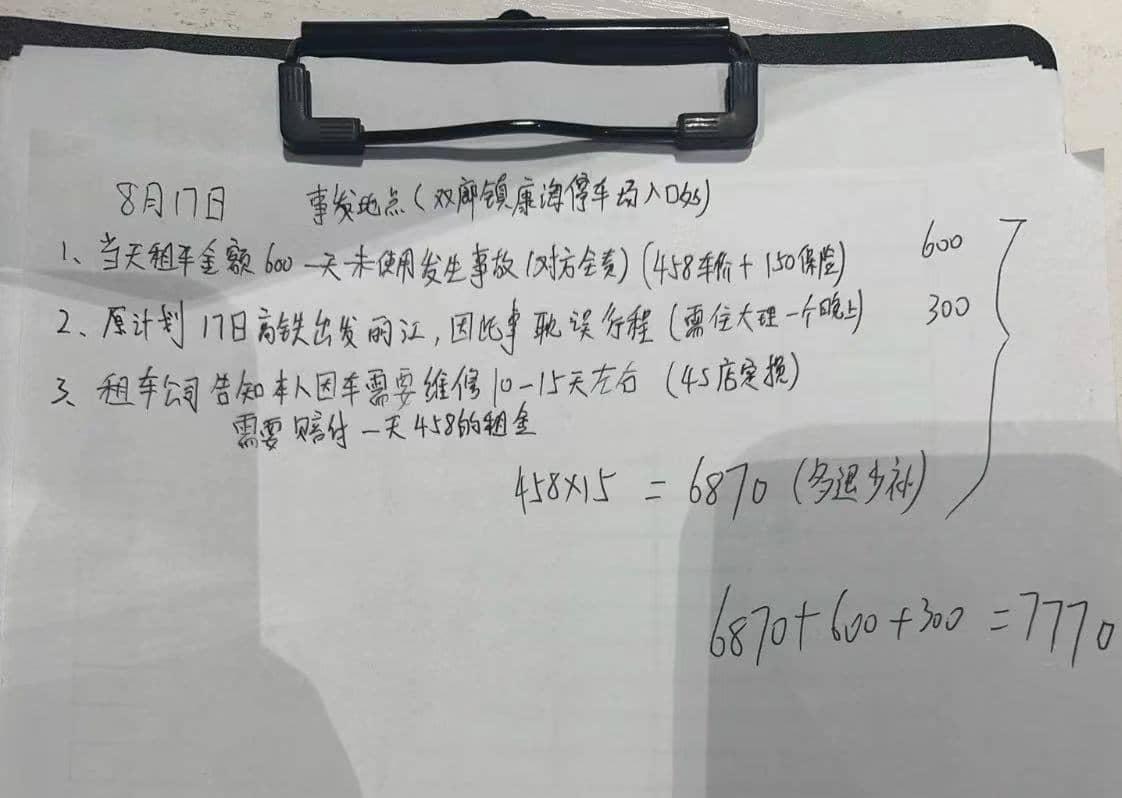 8月17日 事发地点(双廊镇康海停车场入口处)
1、当天租车金额600 一天未使用发生事故(对方全责)(458车价+150保险) 600
2、原计划17日高铁出发丽江,因此事耽误行程(需住大理一个晚上) 300
3、租车公司告知本人因车需要维修10-15天左右(4S店定损)
需要赔付一天458的租金
458×15 = 6870(多退少补)
6870+600+300=7770